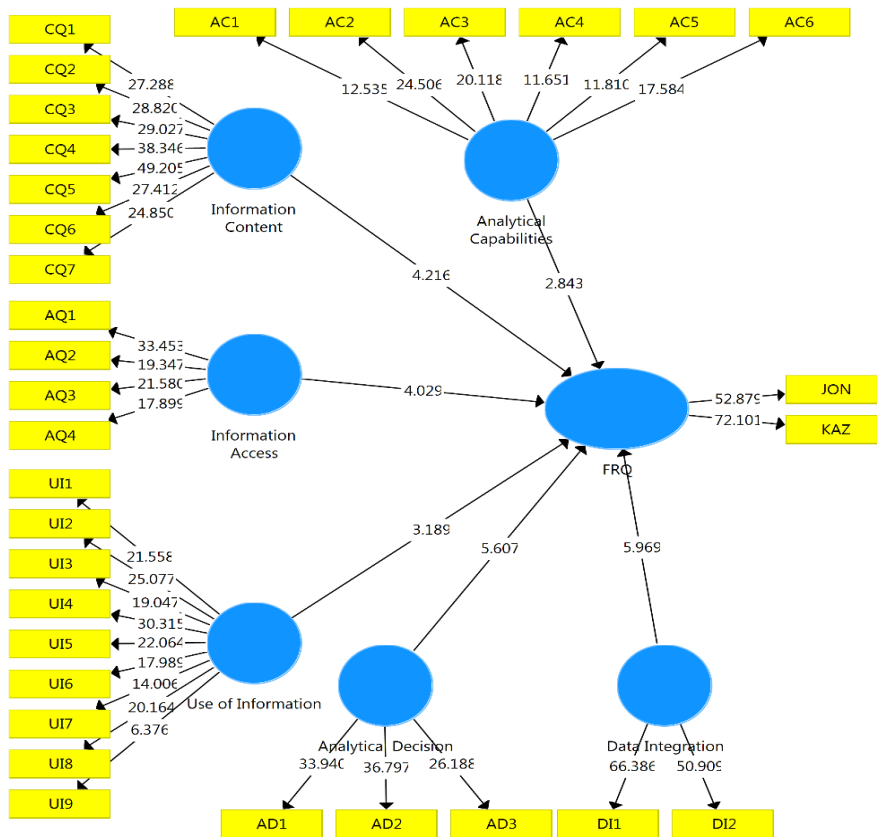 CQ1
CQ2
CQ3
CQ4
CQ5
CQ6
CQ7
27.288
28.820
29.027
38.346
49.205
27.412
24.850
Information
Content
AC1
AC2
AC3
AC4
AC5
AC6
12.535
24.506
20.118
11.651
11.810
17.584
Analytical
Capabilities
4.216
2.843
AQ1
AQ2
AQ3
AQ4
33.453
19.347
21.580
17.899
Information
Access
4.029
FRQ
52.879
72.101
JON
KAZ
UI1
UI2
UI3
UI4
UI5
UI6
UI7
UI8
UI9
21.558
25.077
19.047
30.315
22.064
17.989
14.006
20.164
6.376
Use of Information
3.189
5.607
5.969
Analytical Decision
33.940
36.797
26.188
AD1
AD2
AD3
Data Integration
66.386
50.909
DI1
DI2